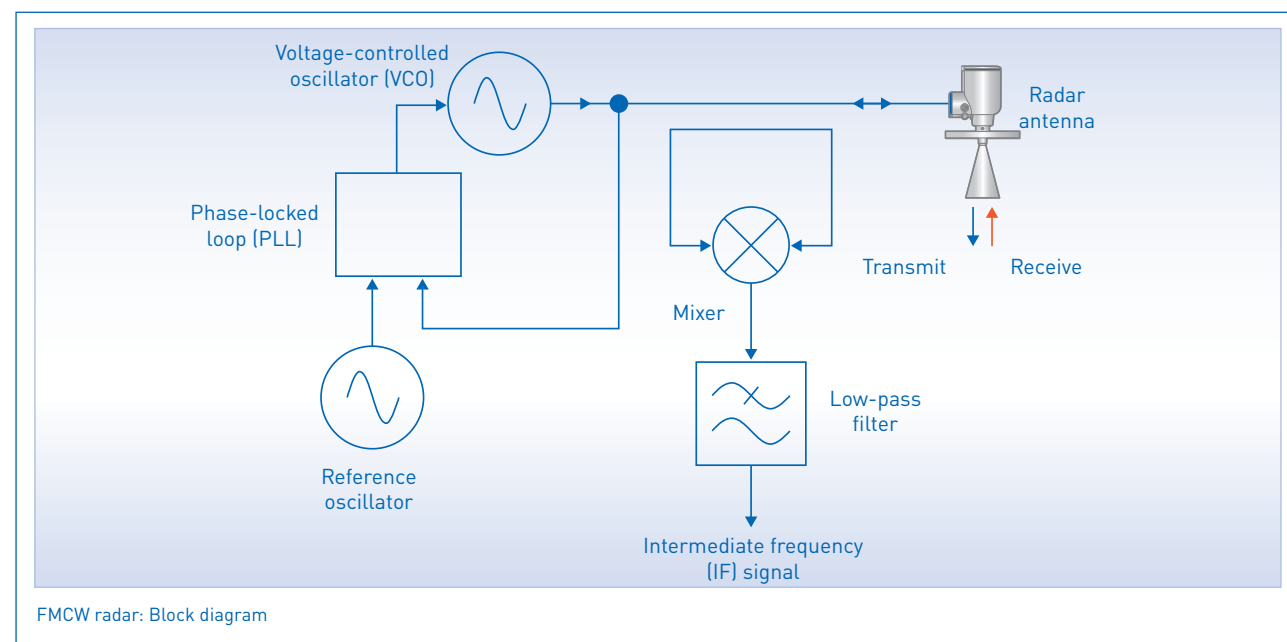 Voltage-controlled
oscillator (VCO)
Radar
antenna
Phase-locked
loop (PLL)
Transmit
Receive
Mixer
Low-pass
filter
Reference
oscillator
Intermediate frequency
(IF) signal
FMCW radar: Block diagram